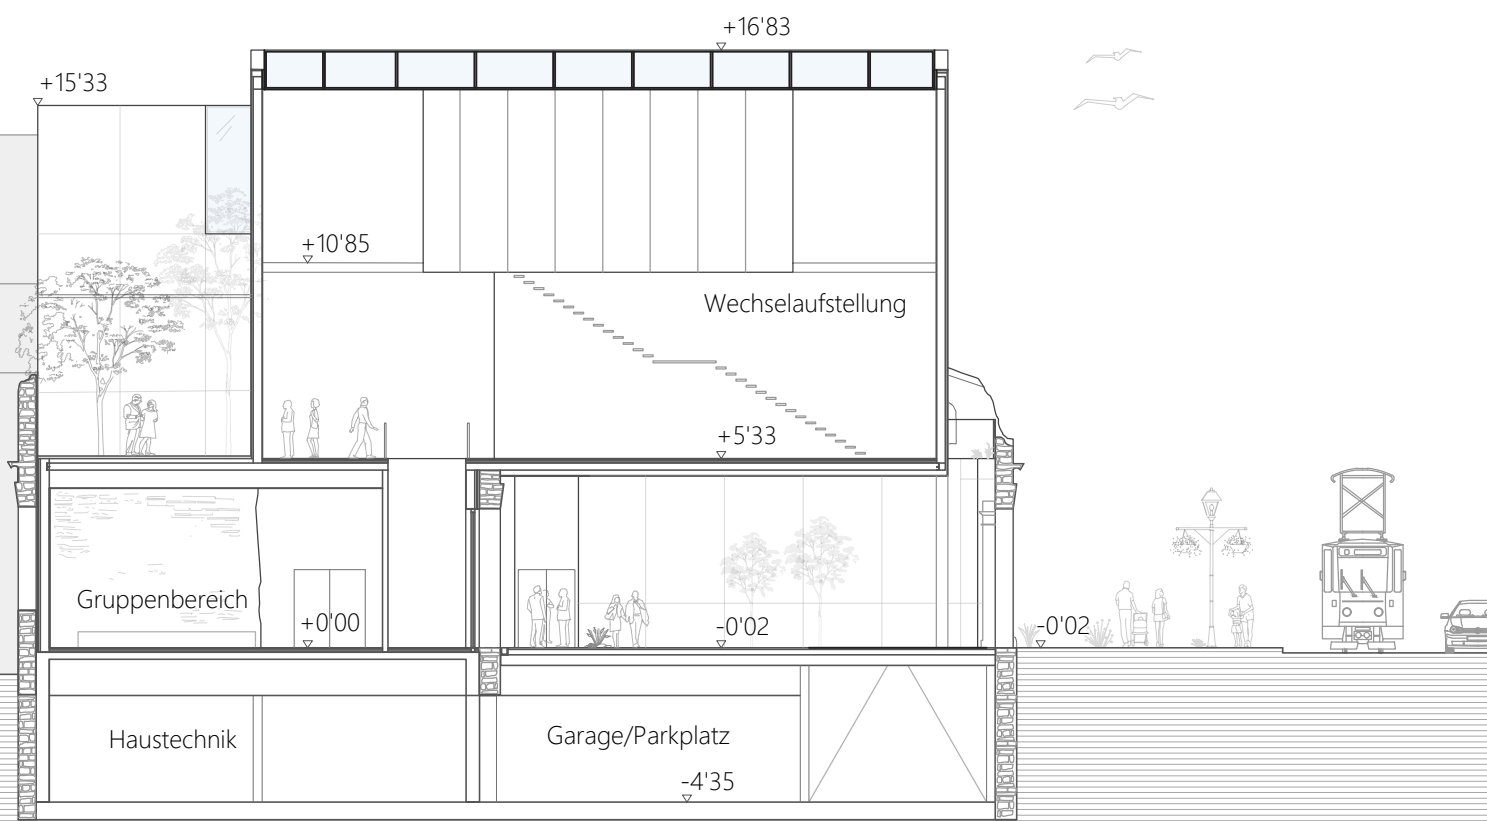 +16'83
+15'33
+10'85
Wechselaufstellung
+5'33
Gruppenbereich
+0'00
-0'02
-0'02
Haustechnik
Garage/Parkplatz
-4'35